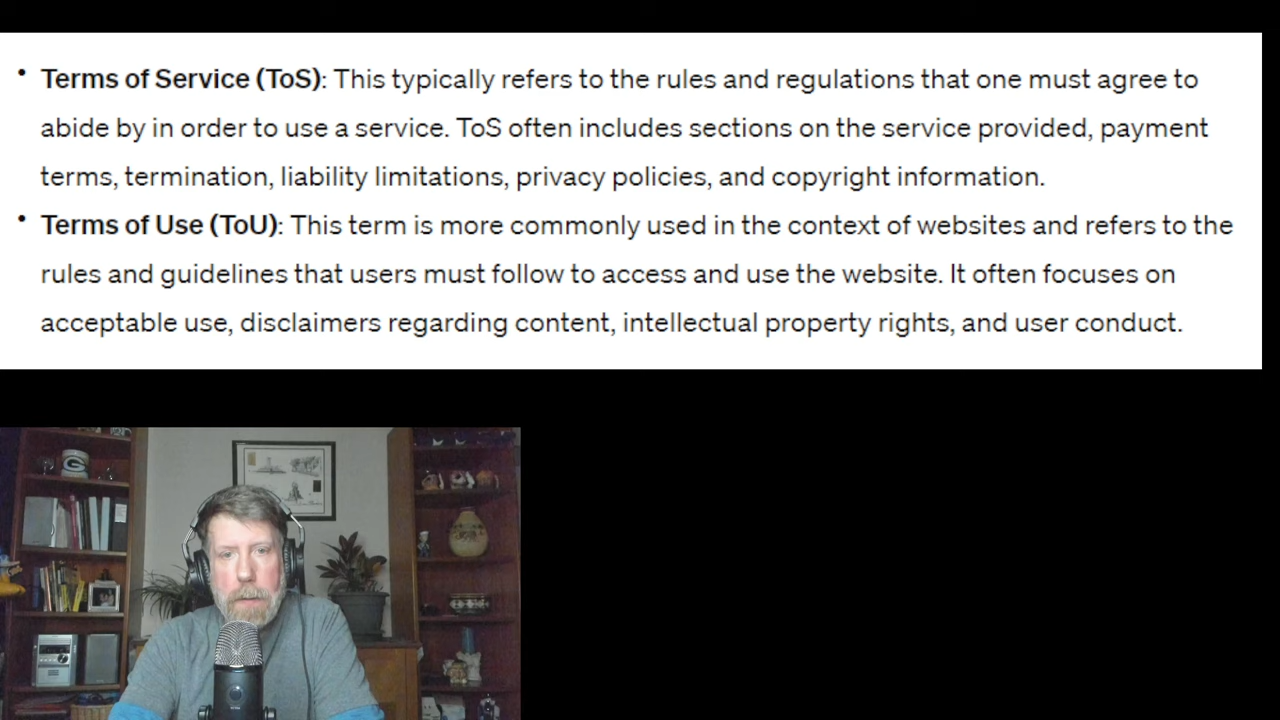 • Terms of Service (ToS): This typically refers to the rules and regulations that one must agree to
abide by in order to use a service. ToS often includes sections on the service provided, payment
terms, termination, liability limitations, privacy policies, and copyright information.
• Terms of Use (ToU): This term is more commonly used in the context of websites and refers to the
rules and guidelines that users must follow to access and use the website. It often focuses on
acceptable use, disclaimers regarding content, intellectual property rights, and user conduct.
G